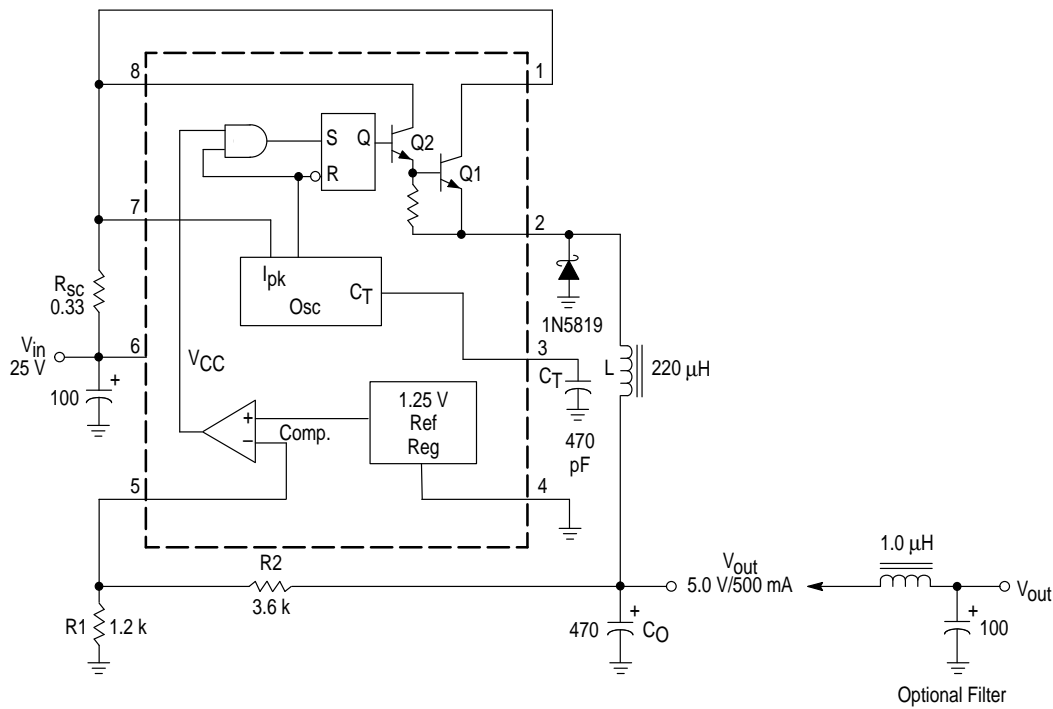 8
1
S
Q
Q2
R
Q1
7
2
Ipk
CT
Osc
Rsc
0.33
1N5819
Vin
25 V
6
VCC
3
L
220 µH
CT
100
+
1.25 V
Ref
Reg
+
−
Comp.
470
pF
5
4
R2
3.6 k
R1
1.2 k
Vout
5.0 V/500 mA
1.0 µH
Vout
470
+
CO
+
100
Optional Filter